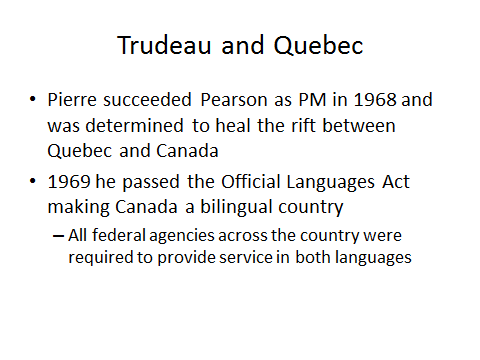 Trudeau and Quebec
• Pierre succeeded Pearson as PM in 1968 and
was determined to heal the rift between
Quebec and Canada
• 1969 he passed the Official Languages Act
making Canada a bilingual country
– All federal agencies across the country were
required to provide service in both languages